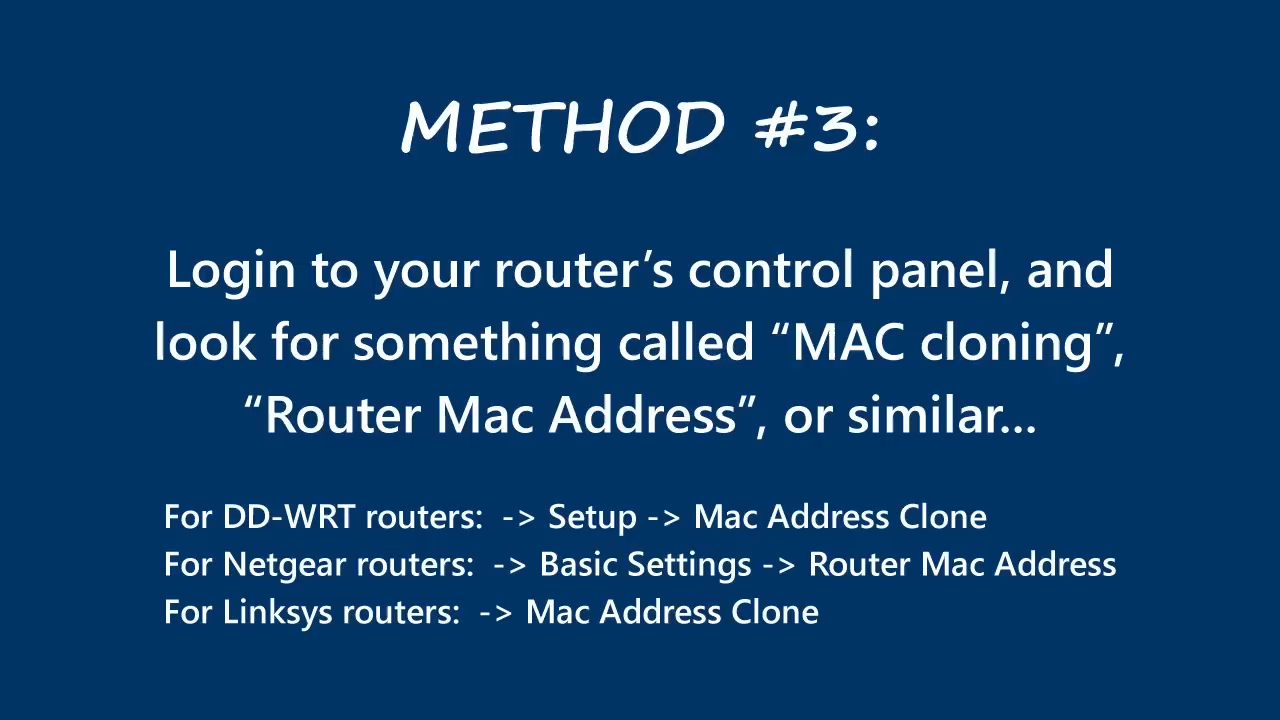 METHOD #3:
Login to your router’s control panel, and
look for something called “MAC cloning”,
“Router Mac Address”, or similar...
For DD-WRT routers:  -> Setup -> Mac Address Clone
For Netgear routers:  -> Basic Settings -> Router Mac Address
For Linksys routers:  -> Mac Address Clone